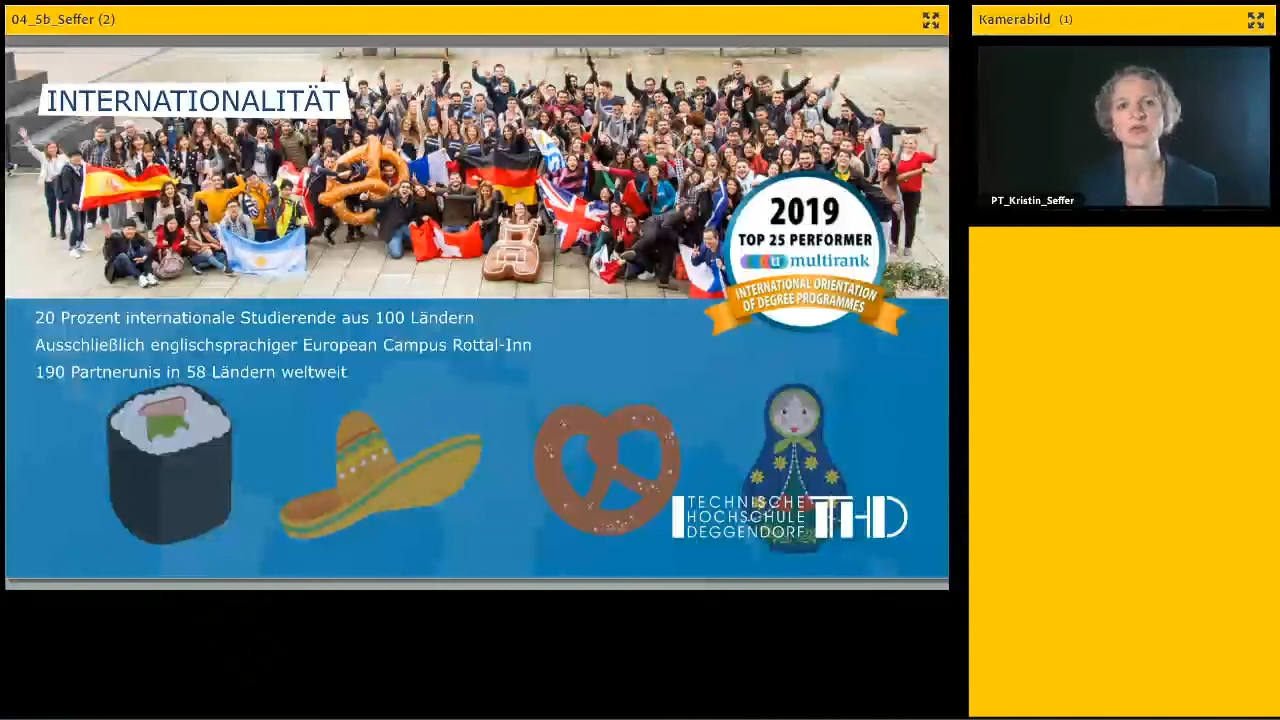 04_5b_Seffer (2)
Kamerabild (1)
INTERNATIONALITÄT
PT_Kristin_Seffer
2019
TOP 25 PERFORMER
u multirank
INTERNATIONAL ORIENTATION
OF DEGREE PROGRAMMES
20 Prozent internationale Studierende aus 100 Ländern
Ausschließlich englischsprachiger European Campus Rottal-Inn
190 Partnerunis in 58 Ländern weltweit
TECHNISCHE
HOCHSCHULE
DEGGENDORF
THD